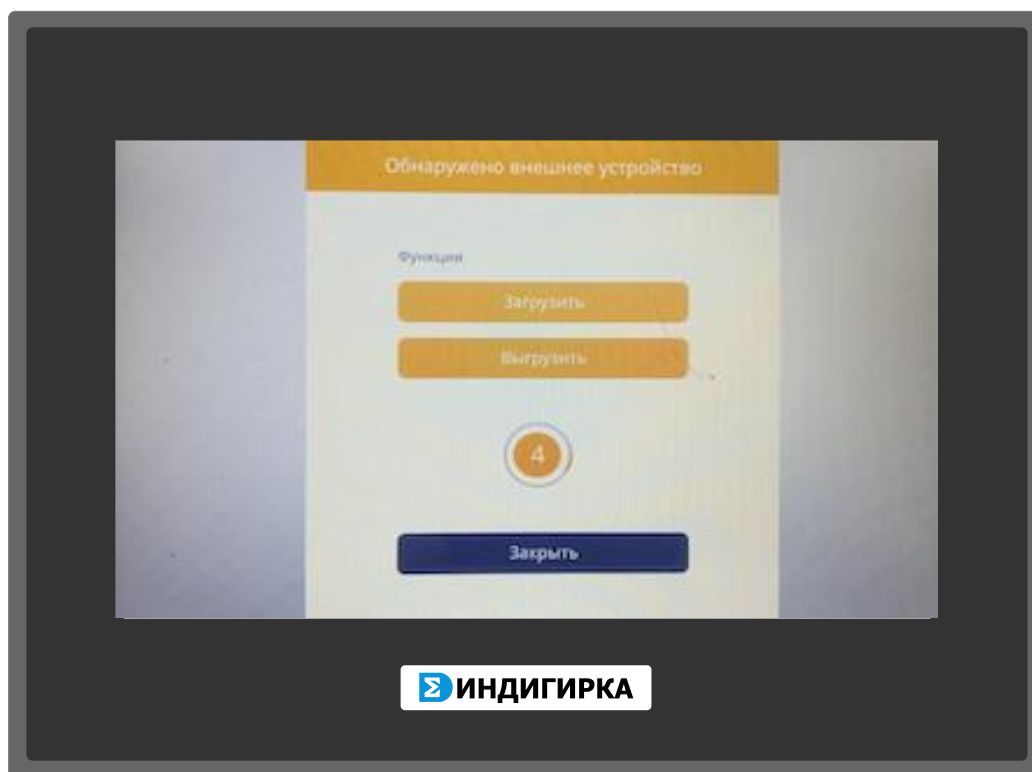 Обнаружено внешнее устройство
Функции
Загрузить
Выгрузить
4
Закрыть
ИНДИГИРКА